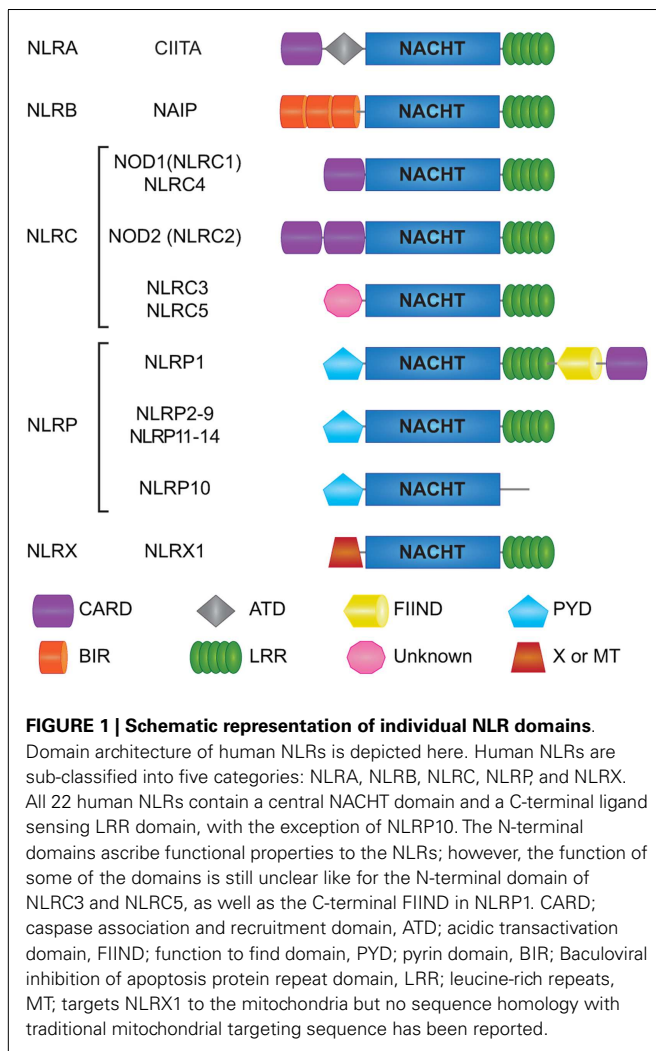 NLRA CIITA NACHT
NLRB NAIP NACHT
NOD1(NLRC1)
NLRC4 NACHT
NLRC NOD2 (NLRC2) NACHT
NLRC3
NLRC5 NACHT
NLRP1 NACHT
NLRP NLRP2-9
NLRP11-14 NACHT
NLRP10 NACHT
NLRX NLRX1 NACHT
CARD ATD FIIND PYD
BIR LRR Unknown X or MT
FIGURE 1 | Schematic representation of individual NLR domains.
Domain architecture of human NLRs is depicted here. Human NLRs are
sub-classified into five categories: NLRA, NLRB, NLRC, NLRP, and NLRX.
All 22 human NLRs contain a central NACHT domain and a C-terminal ligand
sensing LRR domain, with the exception of NLRP10. The N-terminal
domains ascribe functional properties to the NLRs; however, the function of
some of the domains is still unclear like for the N-terminal domain of
NLRC3 and NLRC5, as well as the C-terminal FIIND in NLRP1. CARD;
caspase association and recruitment domain, ATD; acidic transactivation
domain, FIIND; function to find domain, PYD; pyrin domain, BIR; Baculoviral
inhibition of apoptosis protein repeat domain, LRR; leucine-rich repeats,
MT; targets NLRX1 to the mitochondria but no sequence homology with
traditional mitochondrial targeting sequence has been reported.